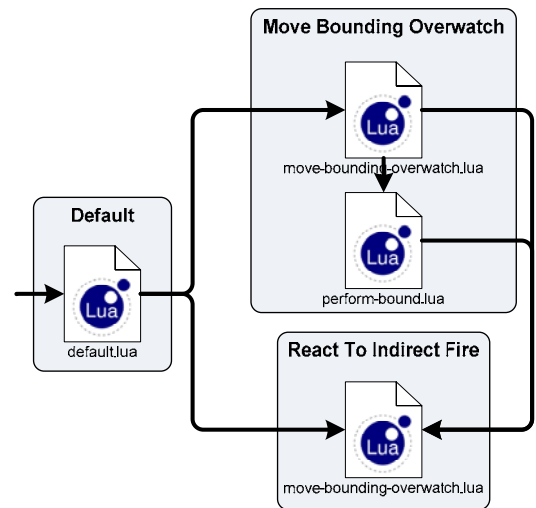 Move Bounding Overwatch
Lua
move-bounding-overwatch.lua
Lua
perform-bound.lua
Default
Lua
default.lua
React To Indirect Fire
Lua
move-bounding-overwatch.lua